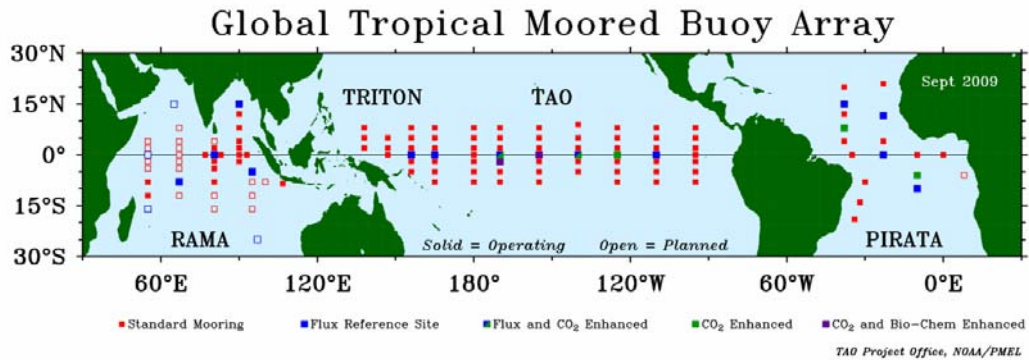 Global Tropical Moored Buoy Array
30°N
15°N
0°
15°S
30°S
Sept 2009
TRITON
TAO
RAMA
Solid = Operating
Open = Planned
PIRATA
60°E
120°E
180°
120°W
60°W
0°E
Standard Mooring
Flux Reference Site
Flux and CO₂ Enhanced
CO₂ Enhanced
CO₂ and Bio-Chem Enhanced
TAO Project Office, NOAA/PMEL